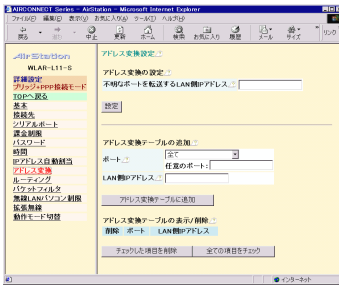 AIRCONNECT Series - AirStation - Microsoft Internet Explorer
ファイル(F) 編集(E) 表示(V) お気に入り(A) ツール(T) ヘルプ(H)
戻る 進む 中止 更新 ホーム 検索 お気に入り 履歴 メール サイズ リンク
AirStation
WLAR-L11-S
詳細設定
ブリッジ+PPP接続モード
TOPへ戻る
基本
接続先
シリアルポート
課金制限
パスワード
時間
IPアドレス自動割当
アドレス変換
ルーティング
パケットフィルタ
無線LANパソコン制限
拡張無線
動作モード切替
アドレス変換設定
アドレス変換の設定
不明なポートを転送するLAN側IPアドレス
設定
アドレス変換テーブルの追加
ポート 全て
任意のポート:
LAN側IPアドレス
アドレス変換テーブルに追加
アドレス変換テーブルの表示/削除
削除 ポート LAN側IPアドレス
チェックした項目を削除 全ての項目をチェック
インターネット